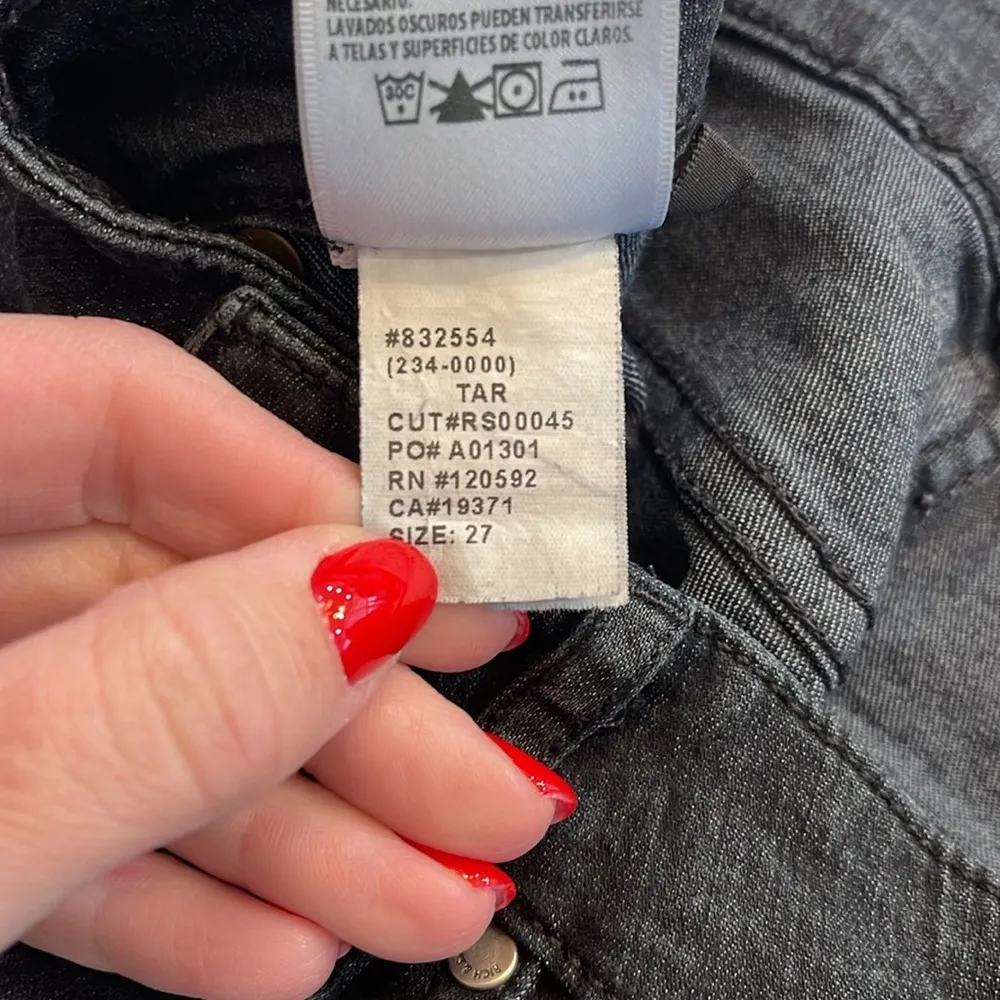 NECESARIO.
LAVADOS OSCUROS PUEDEN TRANSFERIRSE
A TELAS Y SUPERFICIES DE COLOR CLAROS.
30C
#832554
(234-0000)
TAR
CUT#RS00045
PO# A01301
RN #120592
CA#19371
SIZE: 27
RICH &